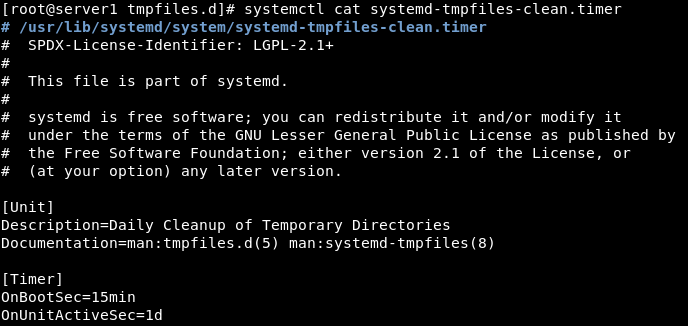 [root@server1 tmpfiles.d]# systemctl cat systemd-tmpfiles-clean.timer
# /usr/lib/systemd/system/systemd-tmpfiles-clean.timer
#  SPDX-License-Identifier: LGPL-2.1+
#
#  This file is part of systemd.
#
#  systemd is free software; you can redistribute it and/or modify it
#  under the terms of the GNU Lesser General Public License as published by
#  the Free Software Foundation; either version 2.1 of the License, or
#  (at your option) any later version.

[Unit]
Description=Daily Cleanup of Temporary Directories
Documentation=man:tmpfiles.d(5) man:systemd-tmpfiles(8)

[Timer]
OnBootSec=15min
OnUnitActiveSec=1d